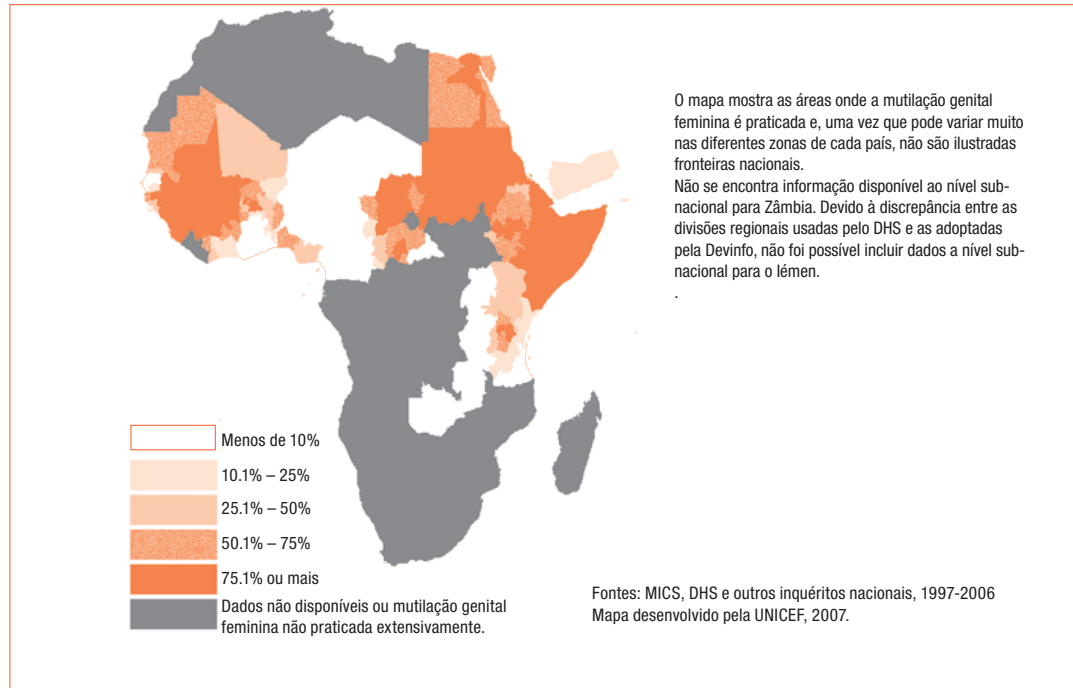 O mapa mostra as áreas onde a mutilação genital
feminina é praticada e, uma vez que pode variar muito
nas diferentes zonas de cada país, não são ilustradas
fronteiras nacionais.
Não se encontra informação disponível ao nível sub-
nacional para Zâmbia. Devido à discrepância entre as
divisões regionais usadas pelo DHS e as adoptadas
pela Devinfo, não foi possível incluir dados a nível sub-
nacional para o lémen.
.
Menos de 10%
10.1% – 25%
25.1% – 50%
50.1% – 75%
75.1% ou mais
Dados não disponíveis ou mutilação genital
feminina não praticada extensivamente.
Fontes: MICS, DHS e outros inquéritos nacionais, 1997-2006
Mapa desenvolvido pela UNICEF, 2007.